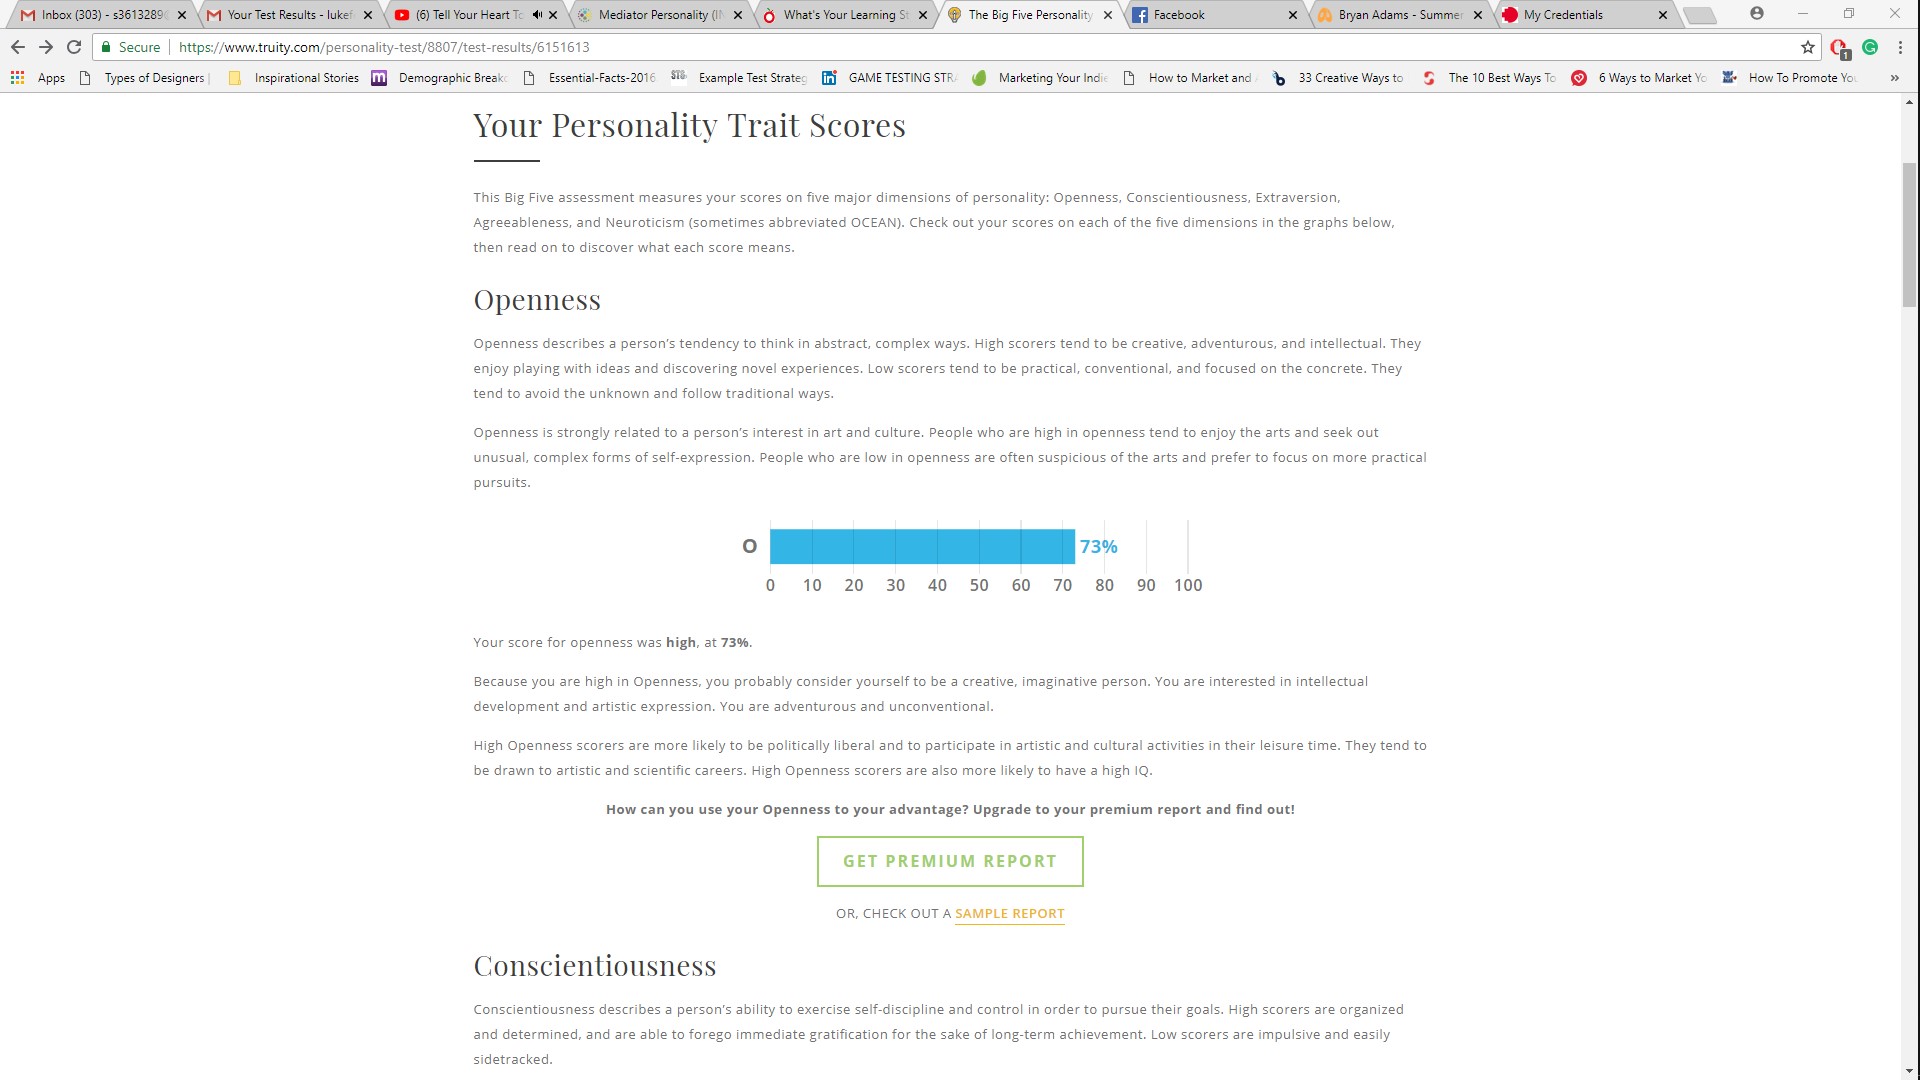 Inbox (303) - s3613289
Your Test Results - lukef
(6) Tell Your Heart To
Mediator Personality (IN
What's Your Learning St
The Big Five Personality
Facebook
Bryan Adams - Summer
My Credentials
Secure
https://www.truity.com/personality-test/8807/test-results/6151613
1
Apps
Types of Designers
Inspirational Stories
m
Demographic Break
Essential-Facts-2016
STG
Example Test Strateg
in
GAME TESTING STR
Marketing Your Indie
How to Market and
33 Creative Ways to
The 10 Best Ways To
6 Ways to Market Yo
How To Promote You
»
Your Personality Trait Scores
This Big Five assessment measures your scores on five major dimensions of personality: Openness, Conscientiousness, Extraversion,
Agreeableness, and Neuroticism (sometimes abbreviated OCEAN). Check out your scores on each of the five dimensions in the graphs below,
then read on to discover what each score means.
Openness
Openness describes a person's tendency to think in abstract, complex ways. High scorers tend to be creative, adventurous, and intellectual. They
enjoy playing with ideas and discovering novel experiences. Low scorers tend to be practical, conventional, and focused on the concrete. They
tend to avoid the unknown and follow traditional ways.
Openness is strongly related to a person's interest in art and culture. People who are high in openness tend to enjoy the arts and seek out
unusual, complex forms of self-expression. People who are low in openness are often suspicious of the arts and prefer to focus on more practical
pursuits.
O 73%
0 10 20 30 40 50 60 70 80 90 100
Your score for openness was high, at 73%.
Because you are high in Openness, you probably consider yourself to be a creative, imaginative person. You are interested in intellectual
development and artistic expression. You are adventurous and unconventional.
High Openness scorers are more likely to be politically liberal and to participate in artistic and cultural activities in their leisure time. They tend to
be drawn to artistic and scientific careers. High Openness scorers are also more likely to have a high IQ.
How can you use your Openness to your advantage? Upgrade to your premium report and find out!
GET PREMIUM REPORT
OR, CHECK OUT A SAMPLE REPORT
Conscientiousness
Conscientiousness describes a person's ability to exercise self-discipline and control in order to pursue their goals. High scorers are organized
and determined, and are able to forego immediate gratification for the sake of long-term achievement. Low scorers are impulsive and easily
sidetracked.